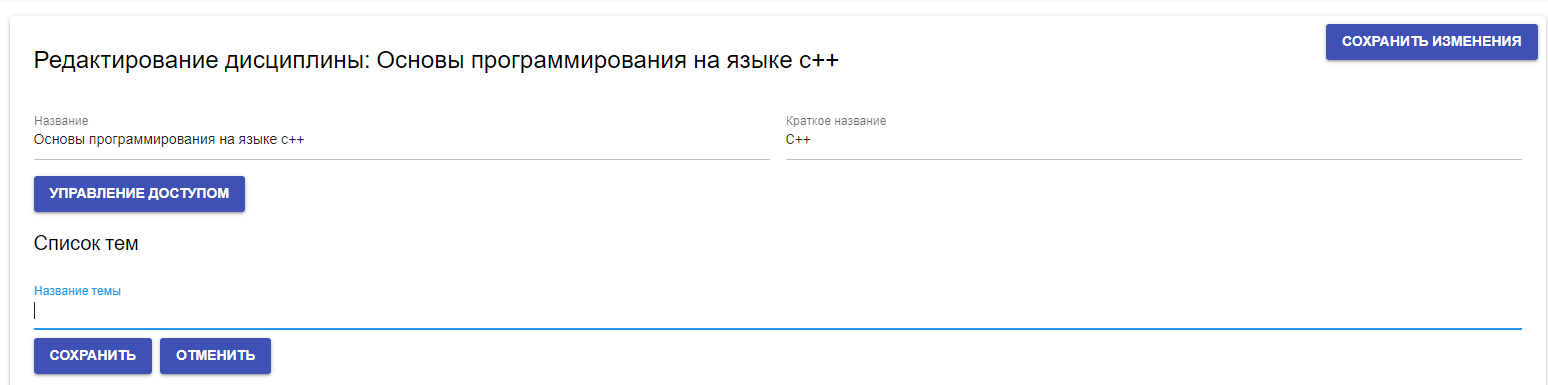 СОХРАНИТЬ ИЗМЕНЕНИЯ
Редактирование дисциплины: Основы программирования на языке с++
Название
Основы программирования на языке с++
Краткое название
С++
УПРАВЛЕНИЕ ДОСТУПОМ
Список тем
Название темы
СОХРАНИТЬ
ОТМЕНИТЬ